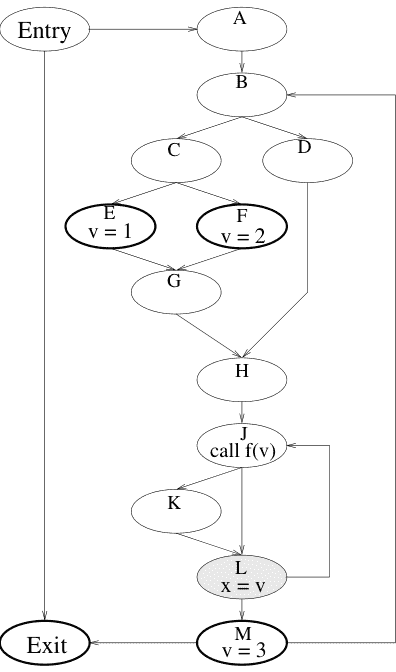 Entry
A
B
C
D
E
v = 1
F
v = 2
G
H
J
call f(v)
K
L
x = v
Exit
M
v = 3